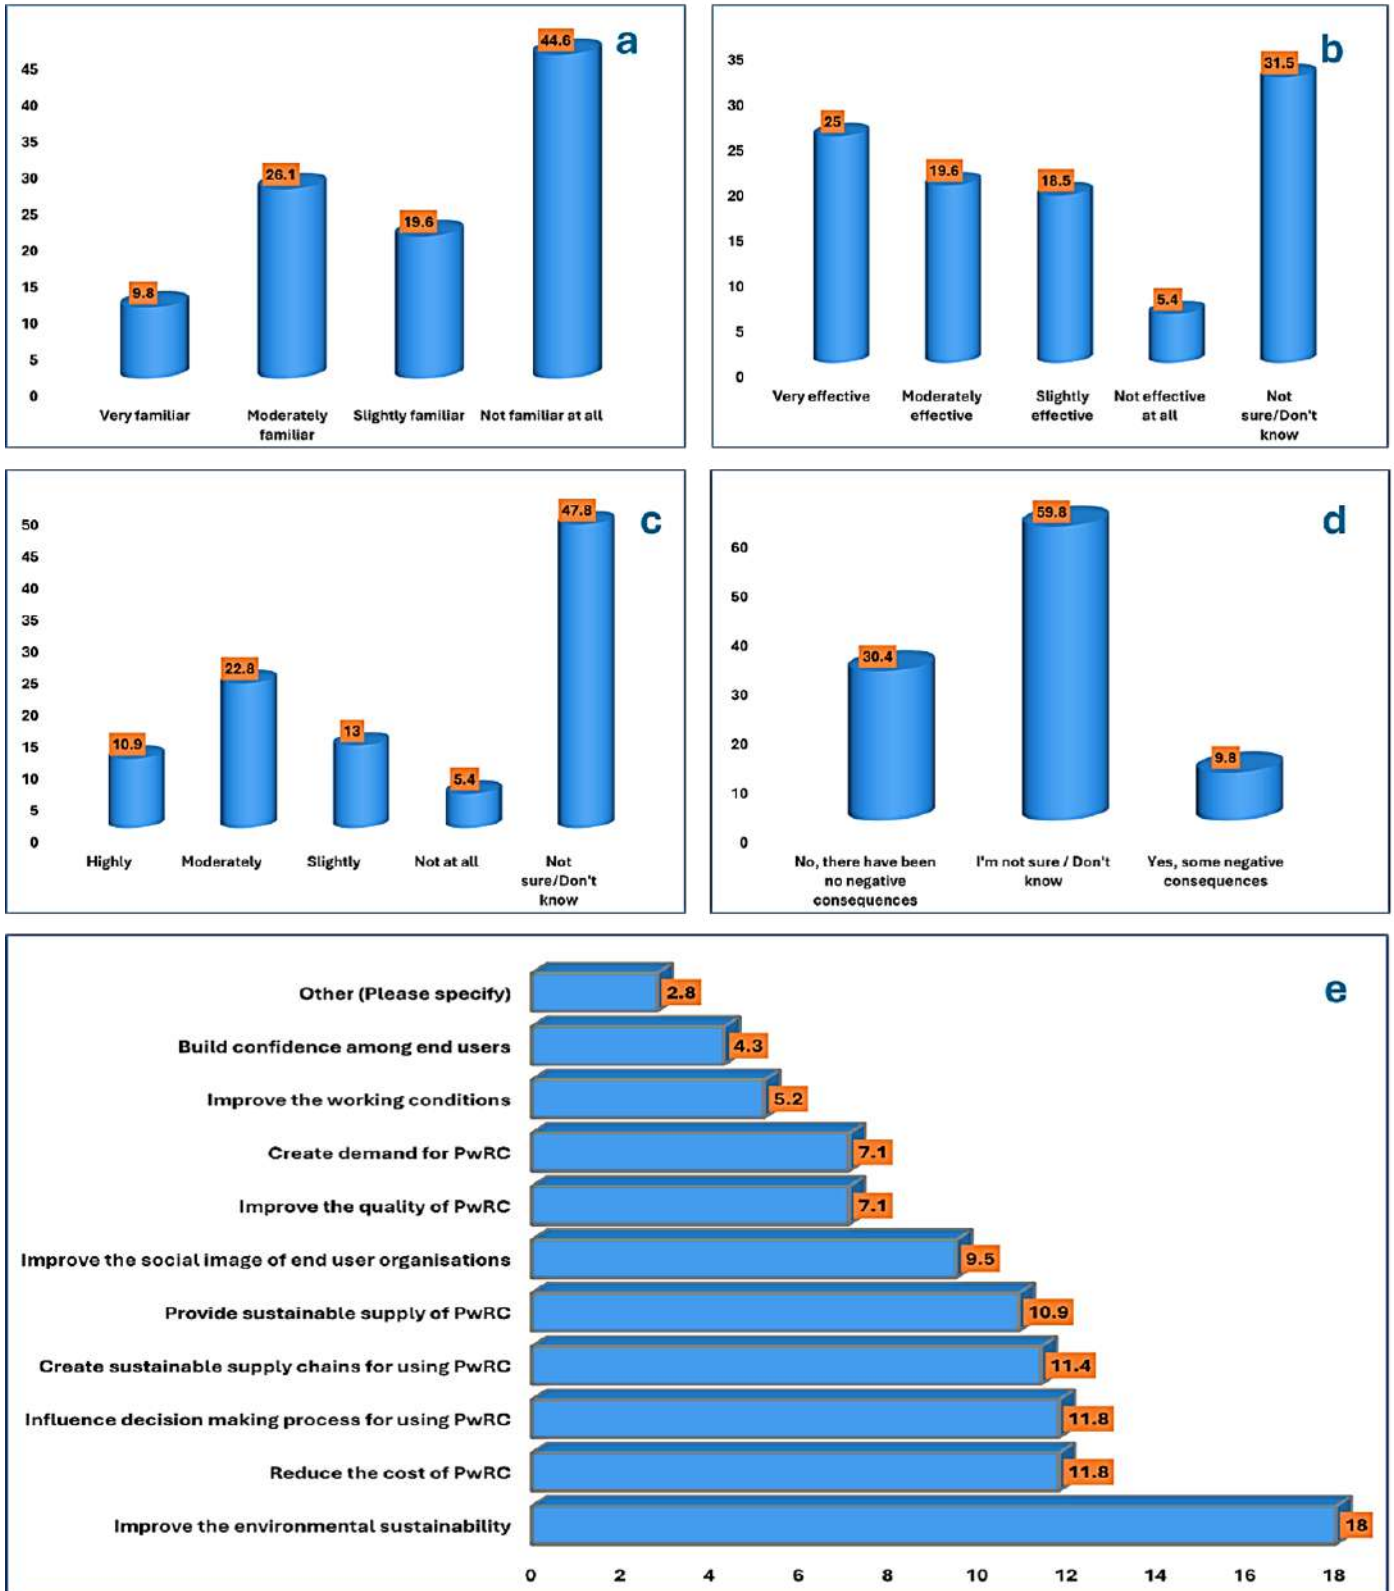 a
45
40
35
30
25
20
15
10
5
0
9.8
26.1
19.6
44.6
Very familiar
Moderately
familiar
Slightly familiar
Not familiar at all
b
35
30
25
20
15
10
5
0
25
19.6
18.5
5.4
31.5
Very effective
Moderately
effective
Slightly
effective
Not effective
at all
Not
sure/Don't
know
c
50
45
40
35
30
25
20
15
10
5
0
10.9
22.8
13
5.4
47.8
Highly
Moderately
Slightly
Not at all
Not
sure/Don't
know
d
60
50
40
30
20
10
0
30.4
59.8
9.8
No, there have been
no negative
consequences
I'm not sure / Don't
know
Yes, some negative
consequences
e
Other (Please specify) 2.8
Build confidence among end users 4.3
Improve the working conditions 5.2
Create demand for PwRC 7.1
Improve the quality of PwRC 7.1
Improve the social image of end user organisations 9.5
Provide sustainable supply of PwRC 10.9
Create sustainable supply chains for using PwRC 11.4
Influence decision making process for using PwRC 11.8
Reduce the cost of PwRC 11.8
Improve the environmental sustainability 18
0 2 4 6 8 10 12 14 16 18